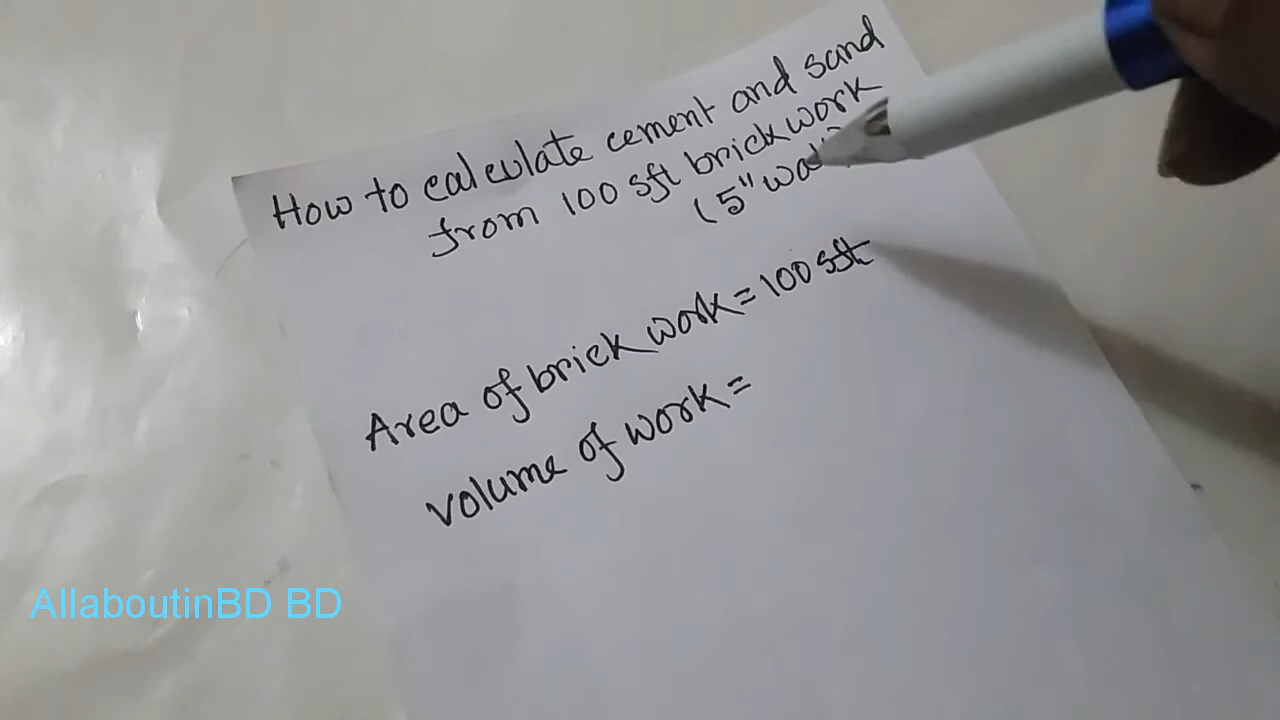 How to calculate cement and sand
from 100 sft brick work
( 5" wall
Area of brick work = 100 sft
volume of work =
AllaboutinBD BD